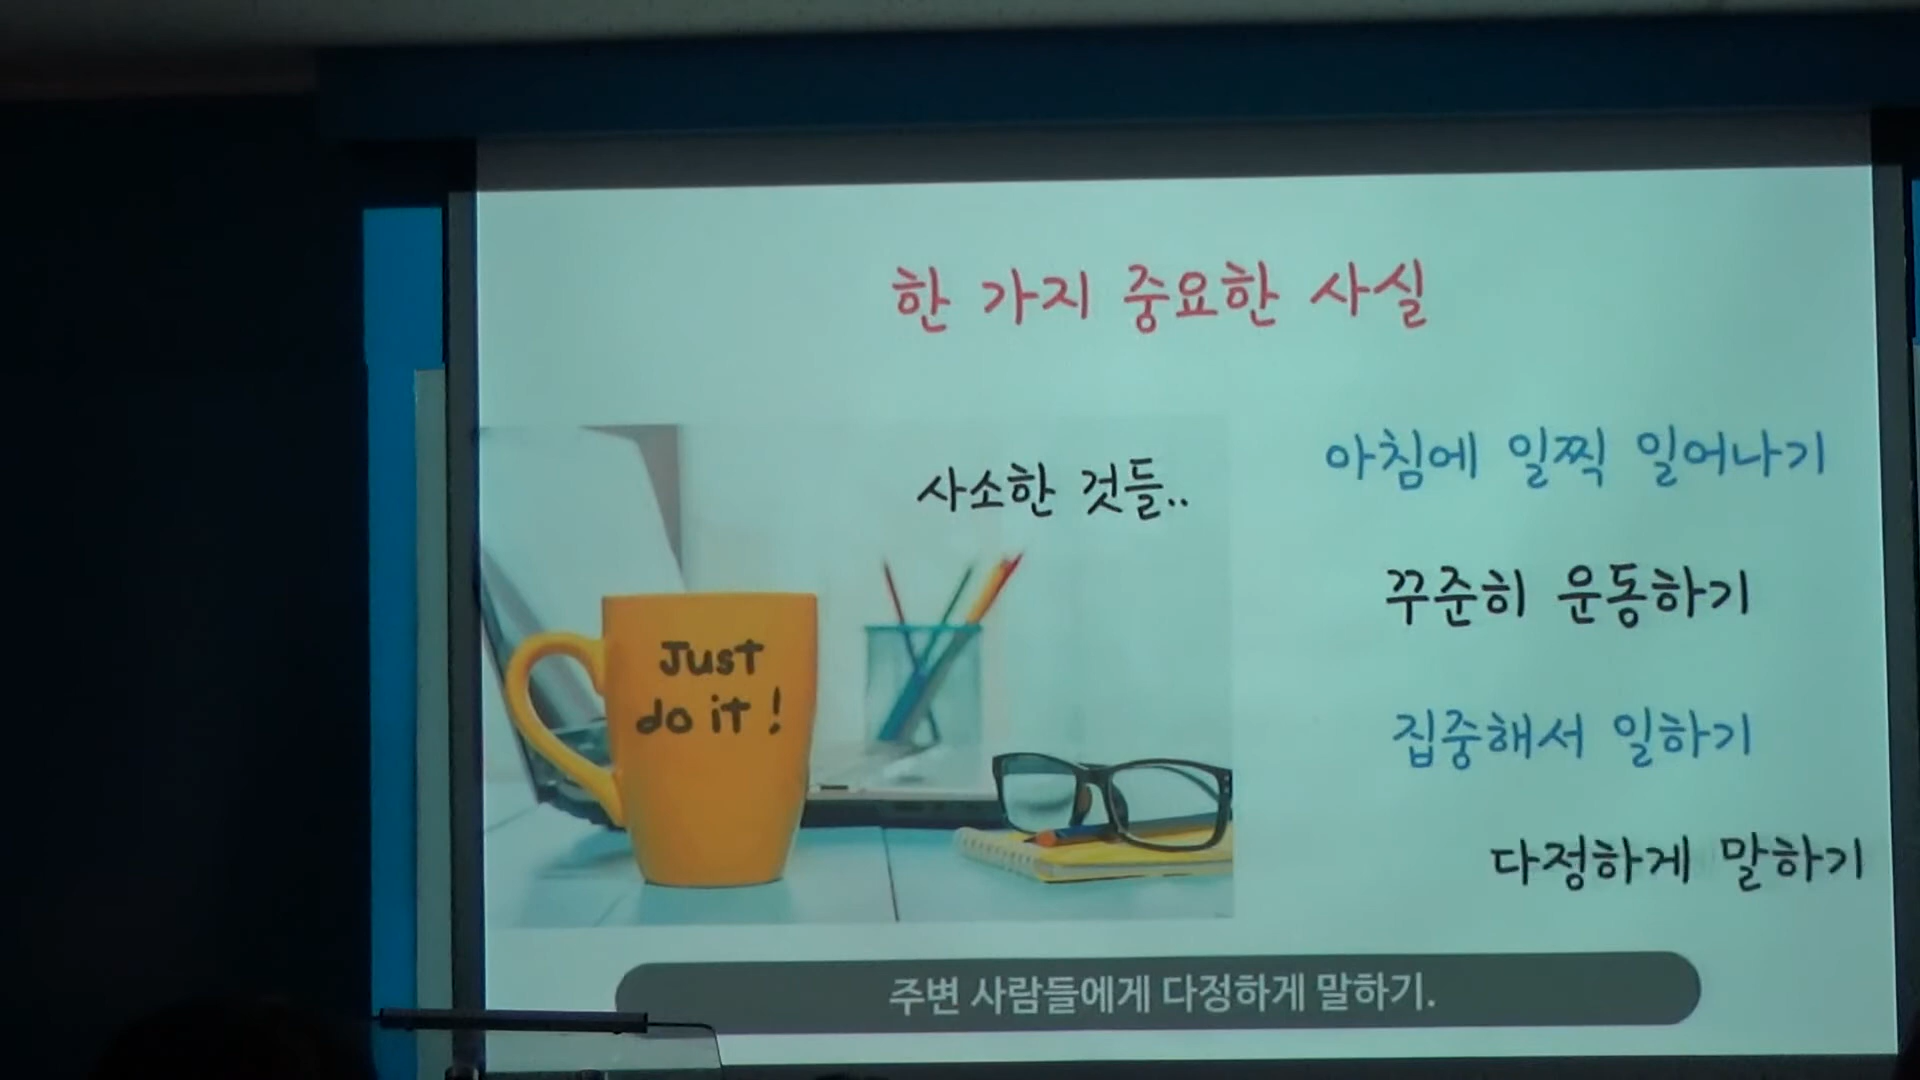 한 가지 중요한 사실
사소한 것들..
Just
do it!
아침에 일찍 일어나기
꾸준히 운동하기
집중해서 일하기
다정하게 말하기
주변 사람들에게 다정하게 말하기.